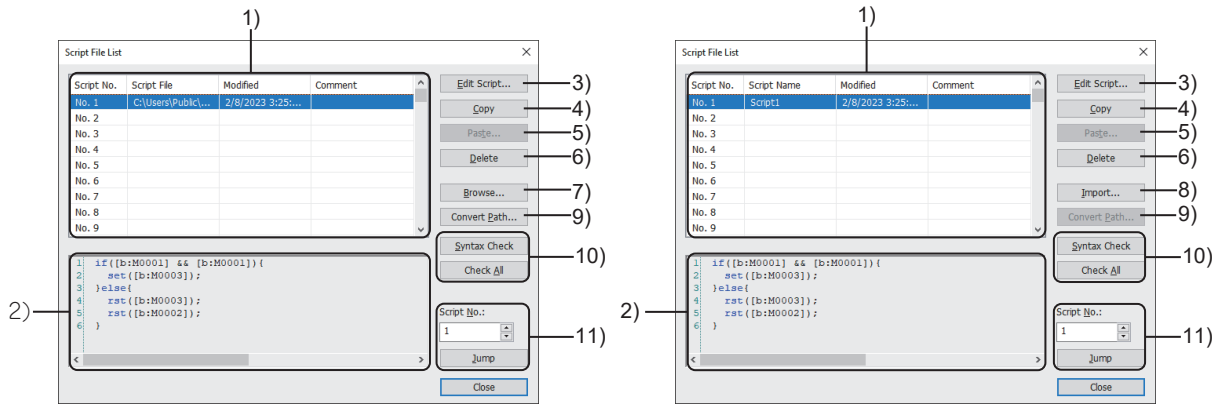 1)
Script File List
Script No. Script File Modified Comment
No. 1 C:\Users\Public\... 2/8/2023 3:25:...
No. 2
No. 3
No. 4
No. 5
No. 6
No. 7
No. 8
No. 9
Edit Script...
3)
Copy
4)
Paste...
5)
Delete
6)
Browse...
7)
Convert Path...
9)
Syntax Check
Check All
10)
2)
1 if([b:M0001] && [b:M0001]){
2 set([b:M0003]);
3 }else{
4 rst([b:M0003]);
5 rst([b:M0002]);
6 }
Script No.:
1
Jump
11)
Close
1)
Script File List
Script No. Script Name Modified Comment
No. 1 Script1 2/8/2023 3:25:...
No. 2
No. 3
No. 4
No. 5
No. 6
No. 7
No. 8
No. 9
Edit Script...
3)
Copy
4)
Paste...
5)
Delete
6)
Import...
8)
Convert Path...
9)
Syntax Check
Check All
10)
2)
1 if([b:M0001] && [b:M0001]){
2 set([b:M0003]);
3 }else{
4 rst([b:M0003]);
5 rst([b:M0002]);
6 }
Script No.:
1
Jump
11)
Close